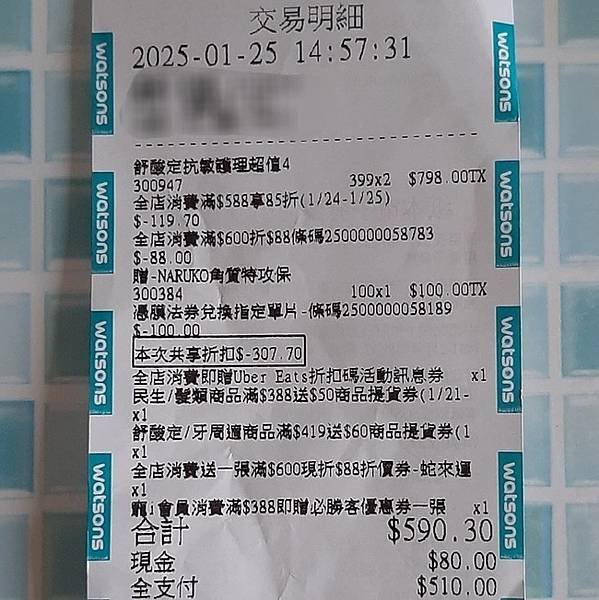 交易明細
2025-01-25 14:57:31
舒酸定抗敏護理超值4
300947 399x2 $798.00TX
全店消費滿$588享85折(1/24-1/25)
$-119.70
全店消費滿$600折$88條碼2500000058783
$-88.00
贈-NARUKO角質特攻保
300384 100x1 $100.00TX
憑膜法券兌換指定單片-條碼2500000058189
$-100.00
本次共享折扣$-307.70
全店消費即贈Uber Eats折扣碼活動訊息券 x1
民生/髮類商品滿$388送$50商品提貨券(1/21-
x1
舒酸定/牙周適商品滿$419送$60商品提貨券(1
x1
全店消費送一張滿$600現折$88折價券-蛇來運
x1
寵i會員消費滿$388即贈必勝客優惠券一張 x1
合計 $590.30
現金 $80.00
全支付 $510.00
watsons
watsons
watsons
watsons
watsons
watsons
watsons
watsons